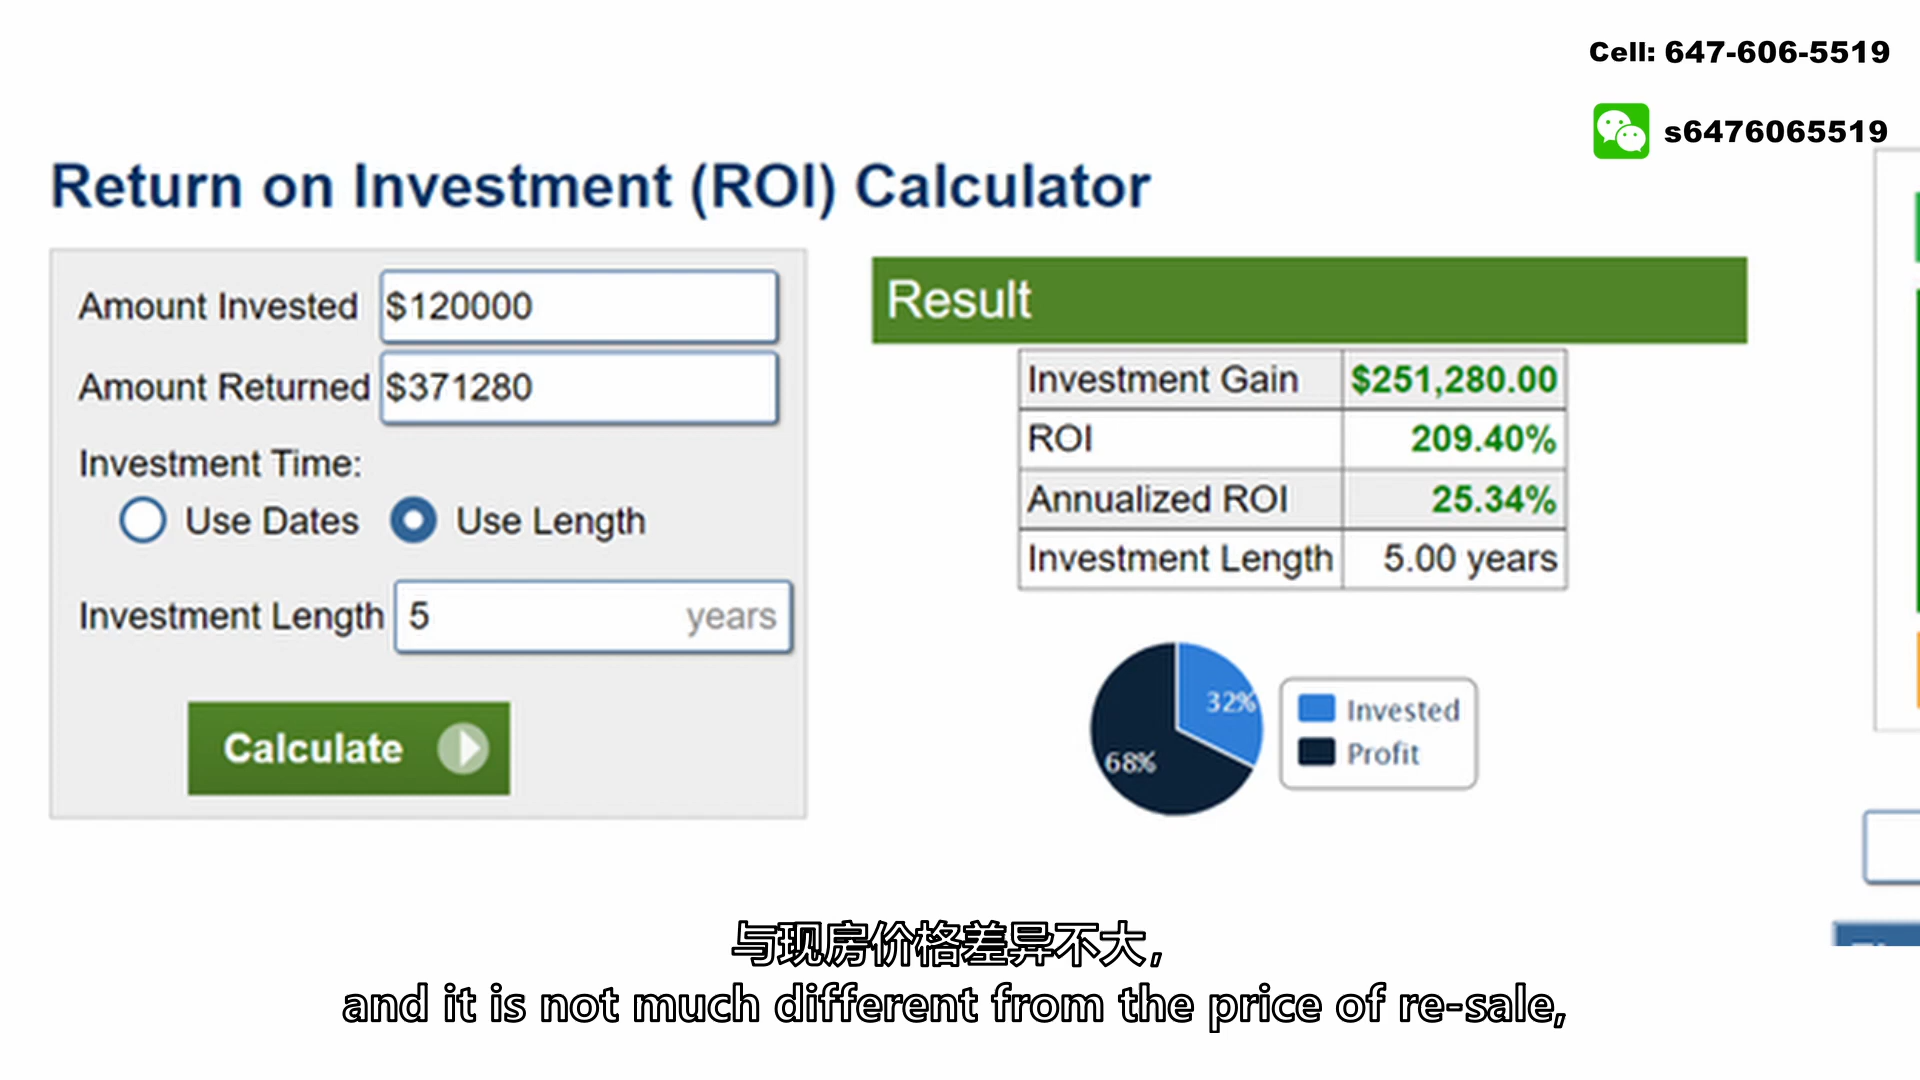 Cell: 647-606-5519
s6476065519
Return on Investment (ROI) Calculator
Amount Invested $120000
Amount Returned $371280
Investment Time:
Use Dates Use Length
Investment Length 5 years
Calculate
Result
Investment Gain $251,280.00
ROI 209.40%
Annualized ROI 25.34%
Investment Length 5.00 years
32%
68%
Invested
Profit
与现房价格差异不大,
and it is not much different from the price of re-sale,